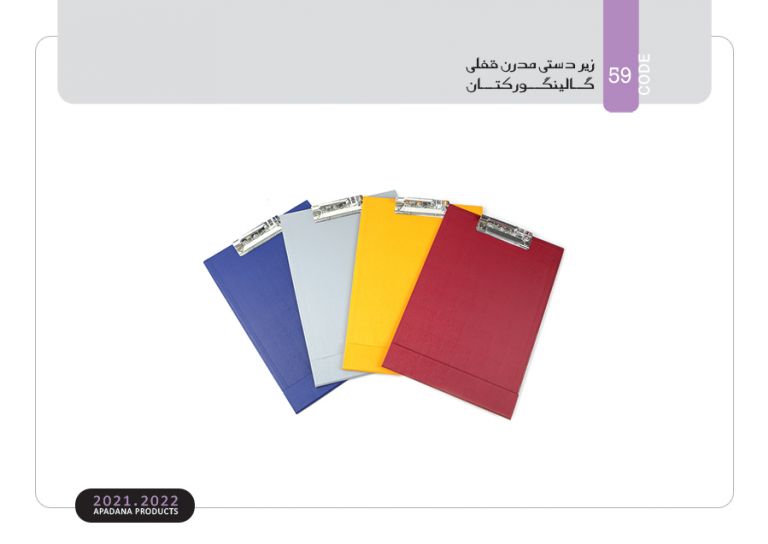 زیر دستی مدرن قفلی
گالینگور کتان
59
CODE
2021.2022
APADANA PRODUCTS